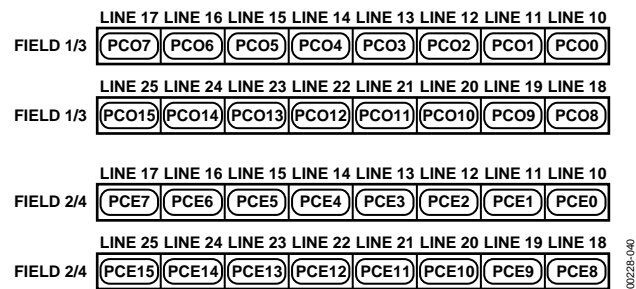 LINE 17 LINE 16 LINE 15 LINE 14 LINE 13 LINE 12 LINE 11 LINE 10
FIELD 1/3 PCO7 PCO6 PCO5 PCO4 PCO3 PCO2 PCO1 PCO0
LINE 25 LINE 24 LINE 23 LINE 22 LINE 21 LINE 20 LINE 19 LINE 18
FIELD 1/3 PCO15 PCO14 PCO13 PCO12 PCO11 PCO10 PCO9 PCO8
LINE 17 LINE 16 LINE 15 LINE 14 LINE 13 LINE 12 LINE 11 LINE 10
FIELD 2/4 PCE7 PCE6 PCE5 PCE4 PCE3 PCE2 PCE1 PCE0
LINE 25 LINE 24 LINE 23 LINE 22 LINE 21 LINE 20 LINE 19 LINE 18
FIELD 2/4 PCE15 PCE14 PCE13 PCE12 PCE11 PCE10 PCE9 PCE8
00228-040